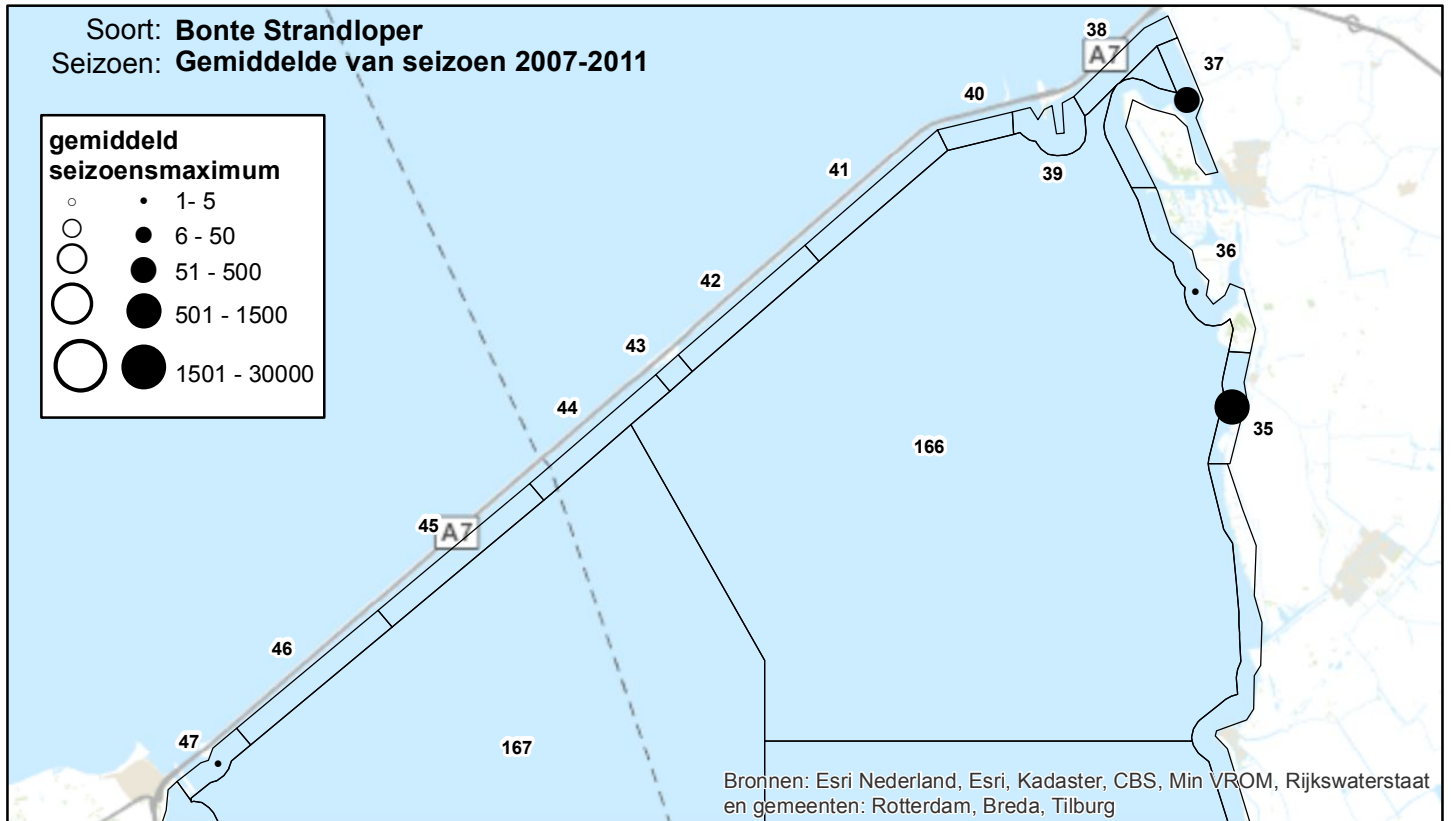 Soort: Bonte Strandloper
Seizoen: Gemiddelde van seizoen 2007-2011
gemiddeld
seizoensmaximum
1- 5
6 - 50
51 - 500
501 - 1500
1501 - 30000
38
A7
37
40
41
39
42
36
43
44
35
166
45
A7
46
47
167
Bronnen: Esri Nederland, Esri, Kadaster, CBS, Min VROM, Rijkswaterstaat
en gemeenten: Rotterdam, Breda, Tilburg